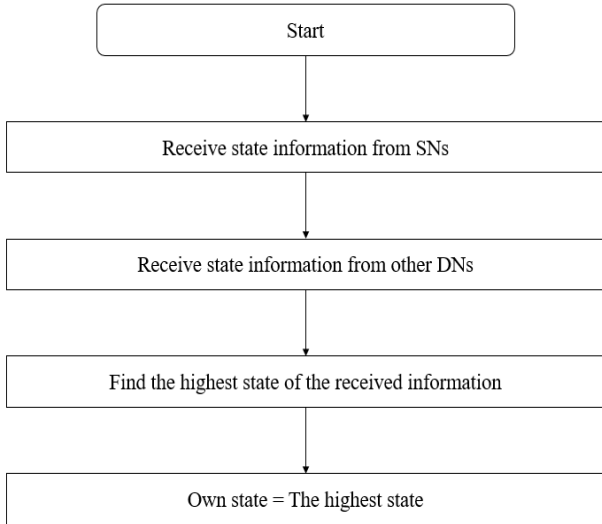 Start
Receive state information from SNs
Receive state information from other DNs
Find the highest state of the received information
Own state = The highest state